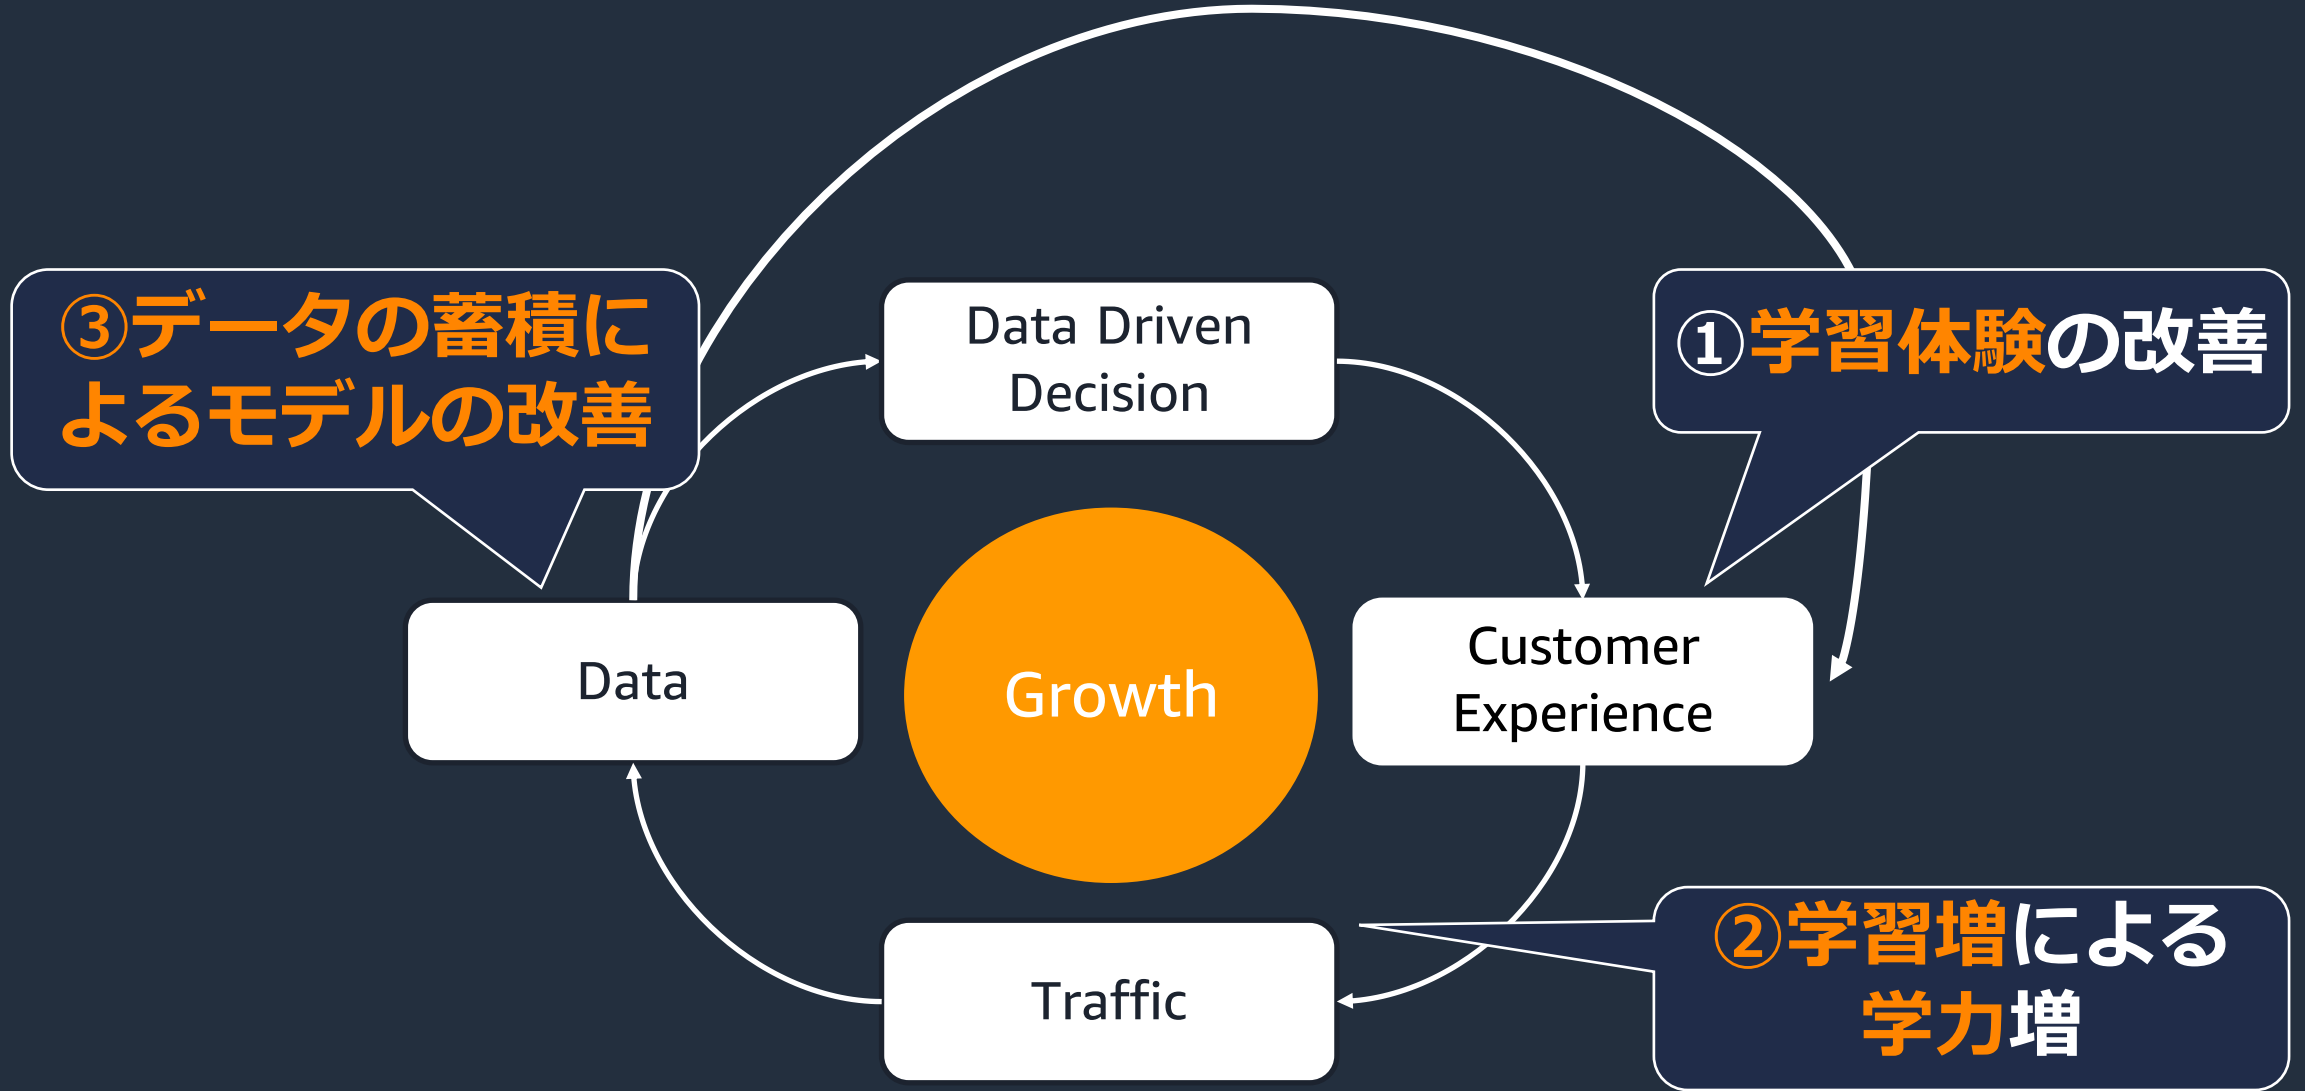 ③データの蓄積に
よるモデルの改善
Data Driven
Decision
①学習体験の改善
Data
Growth
Customer
Experience
Traffic
②学習増による
学力増